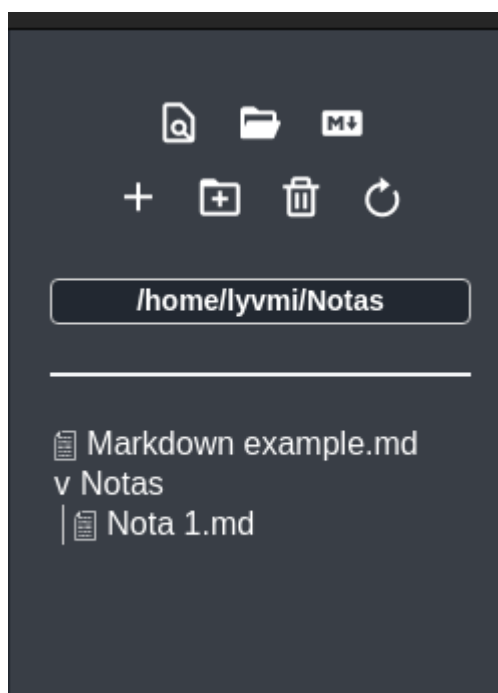 M
/home/lyvmi/Notas
Markdown example.md
v Notas
Nota 1.md